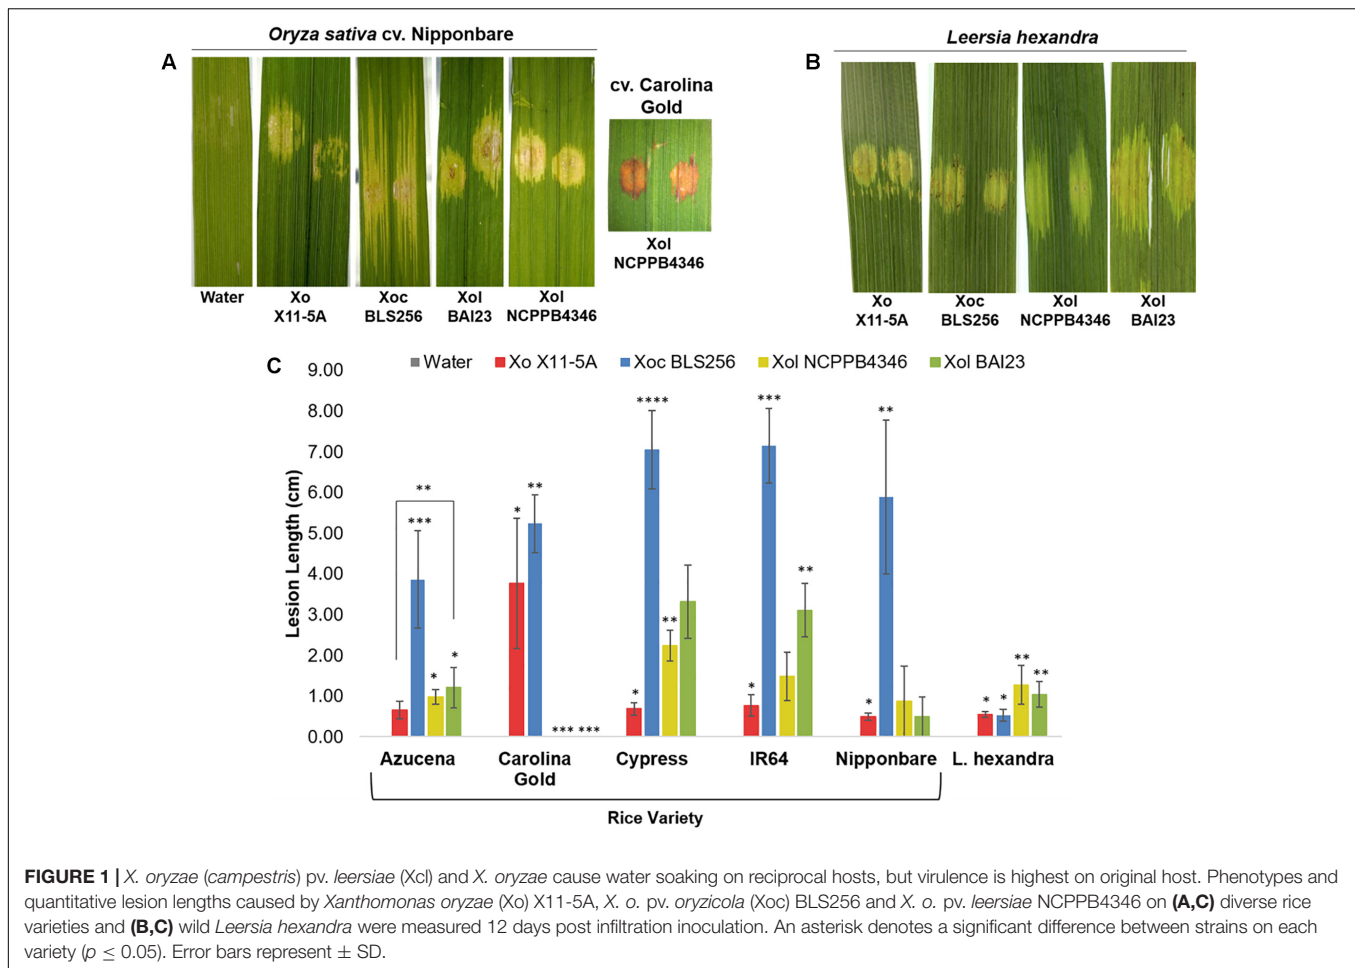 Oryza sativa cv. Nipponbare
A
cv. Carolina
Gold
Water
Xo
X11-5A
Xoc
BLS256
Xol
BAI23
Xol
NCPPB4346
Xol
NCPPB4346
Leersia hexandra
B
Xo
X11-5A
Xoc
BLS256
Xol
NCPPB4346
Xol
BAI23
C
Water
Xo X11-5A
Xoc BLS256
Xol NCPPB4346
Xol BAI23
Lesion Length (cm)
9.00
8.00
7.00
6.00
5.00
4.00
3.00
2.00
1.00
0.00
**
***
*
*
*
**
*** ***
*
****
**
*
***
**
*
**
*
*
**
**
Azucena
Carolina
Gold
Cypress
IR64
Nipponbare
L. hexandra
Rice Variety
FIGURE 1 | X. oryzae (campestris) pv. leersiae (Xcl) and X. oryzae cause water soaking on reciprocal hosts, but virulence is highest on original host. Phenotypes and
quantitative lesion lengths caused by Xanthomonas oryzae (Xo) X11-5A, X. o. pv. oryzicola (Xoc) BLS256 and X. o. pv. leersiae NCPPB4346 on (A,C) diverse rice
varieties and (B,C) wild Leersia hexandra were measured 12 days post infiltration inoculation. An asterisk denotes a significant difference between strains on each
variety (p ≤ 0.05). Error bars represent ± SD.